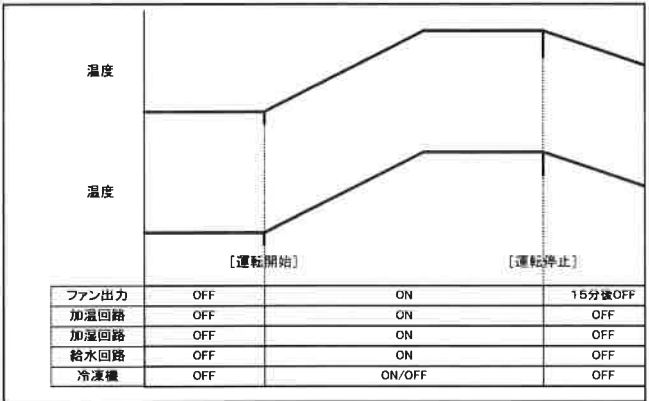 温度
温度
[運転開始] [運転停止]
ファン出力 OFF ON 15分後OFF
加温回路 OFF ON OFF
加湿回路 OFF ON OFF
給水回路 OFF ON OFF
冷凍機 OFF ON/OFF OFF